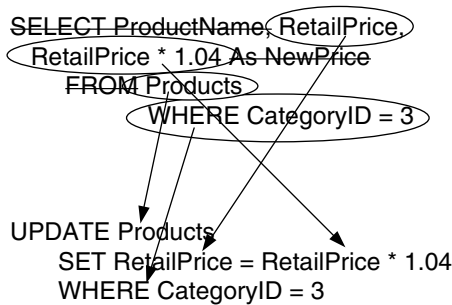 SELECT ProductName, RetailPrice,
RetailPrice * 1.04 As NewPrice
FROM Products
WHERE CategoryID = 3
UPDATE Products
SET RetailPrice = RetailPrice * 1.04
WHERE CategoryID = 3